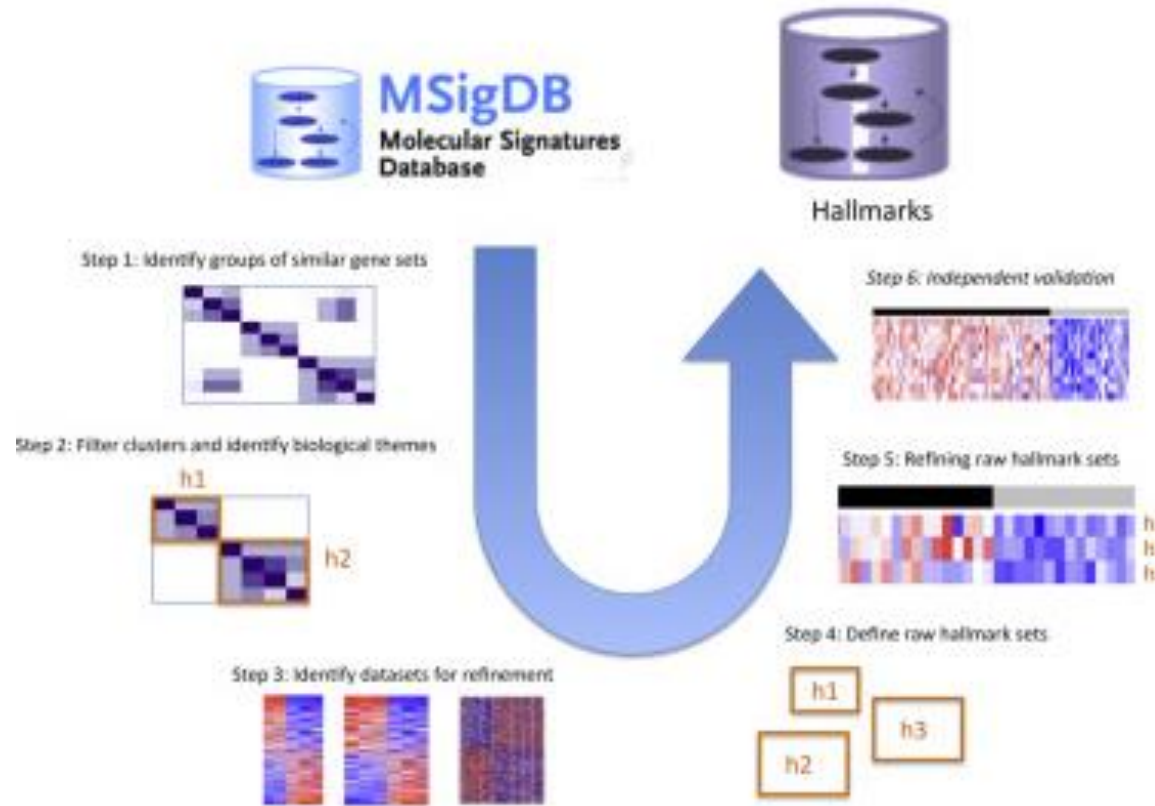 MSigDB
Molecular Signatures
Database
Hallmarks
Step 1: Identify groups of similar gene sets
Step 2: Filter clusters and identify biological themes
h1
h2
Step 3: Identify datasets for refinement
Step 4: Define raw hallmark sets
h1
h3
h2
Step 5: Refining raw hallmark sets
h
h
h
Step 6: Independent validation